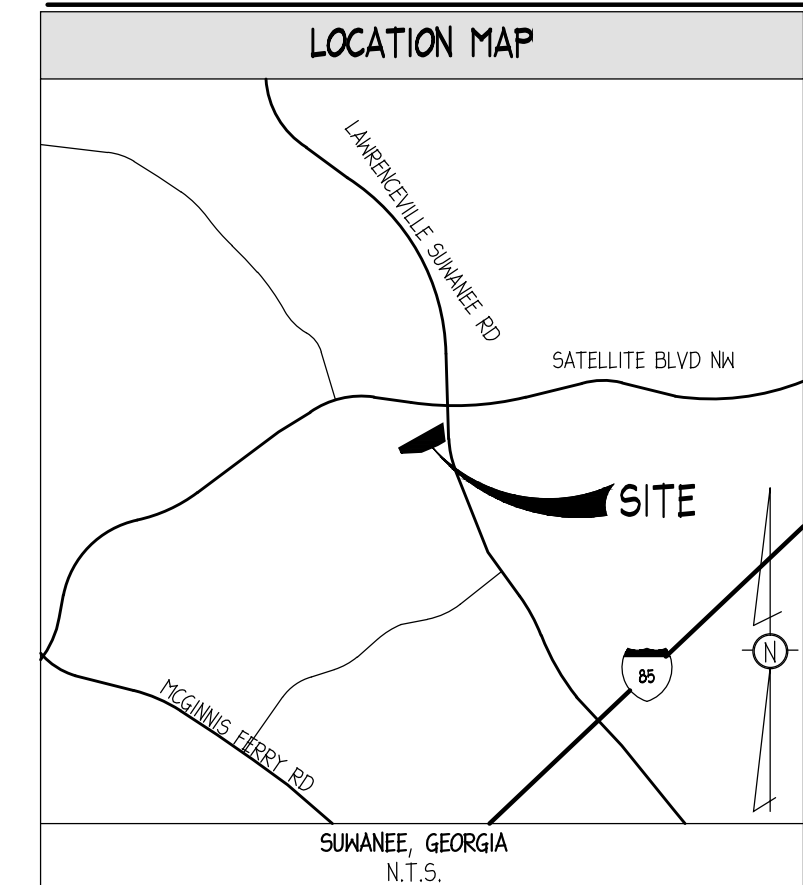 LOCATION MAP
LAWRENCEVILLE SUWANEE RD
SATELLITE BLVD NW
SITE
N
85
MCGINNIS FERRY RD
SUWANEE, GEORGIA
N.T.S.